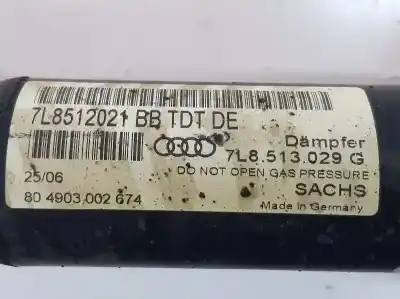 7L8512021 BB TDT DE
Dämpfer
7L8.513.029 G
25/06
DO NOT OPEN GAS PRESSURE
SACHS
80 4903 002 674
Made in Germany